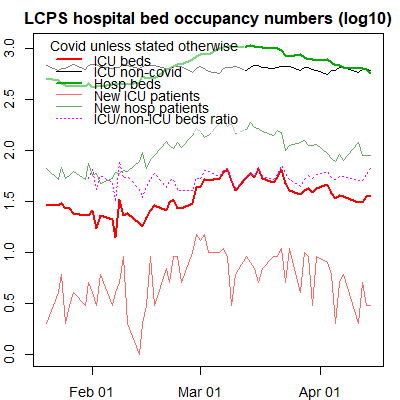 LCPS hospital bed occupancy numbers (log10)
Covid unless stated otherwise
ICU beds
ICU non-covid
Hosp beds
New ICU patients
New hosp patients
ICU/non-ICU beds ratio
3.0
2.5
2.0
1.5
1.0
0.5
0.0
Feb 01
Mar 01
Apr 01